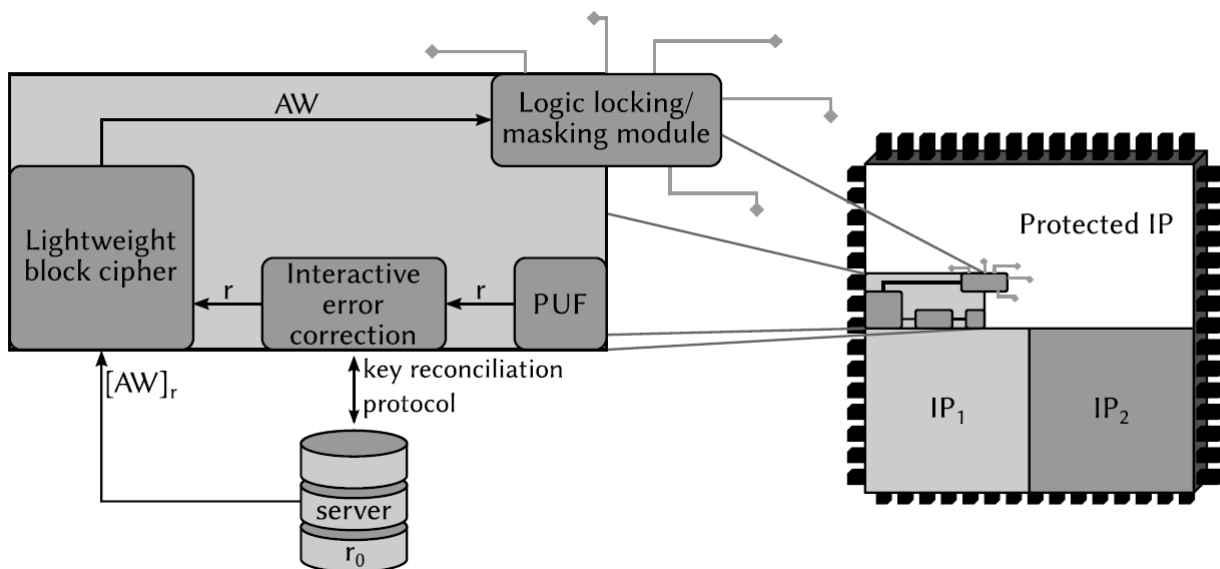 AW
Logic locking/
masking module
Lightweight
block cipher
r
Interactive
error
correction
r
PUF
[AW]r
key reconciliation
protocol
server
r0
Protected IP
IP1
IP2